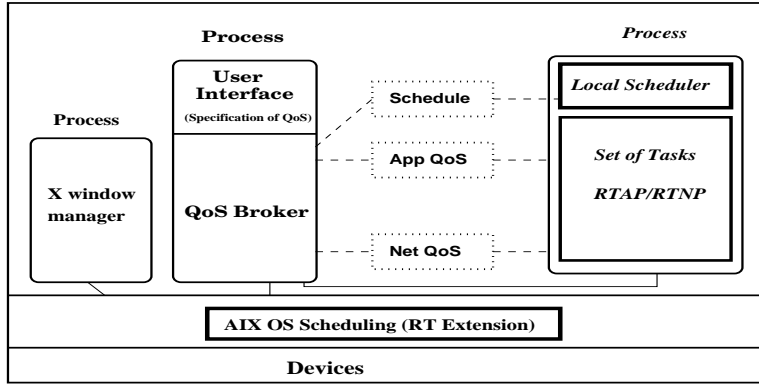 Process
Process
Process
User
Interface
(Specification of QoS)
Schedule
Local Scheduler
App QoS
Set of Tasks
RTAP/RTNP
X window
manager
QoS Broker
Net QoS
AIX OS Scheduling (RT Extension)
Devices